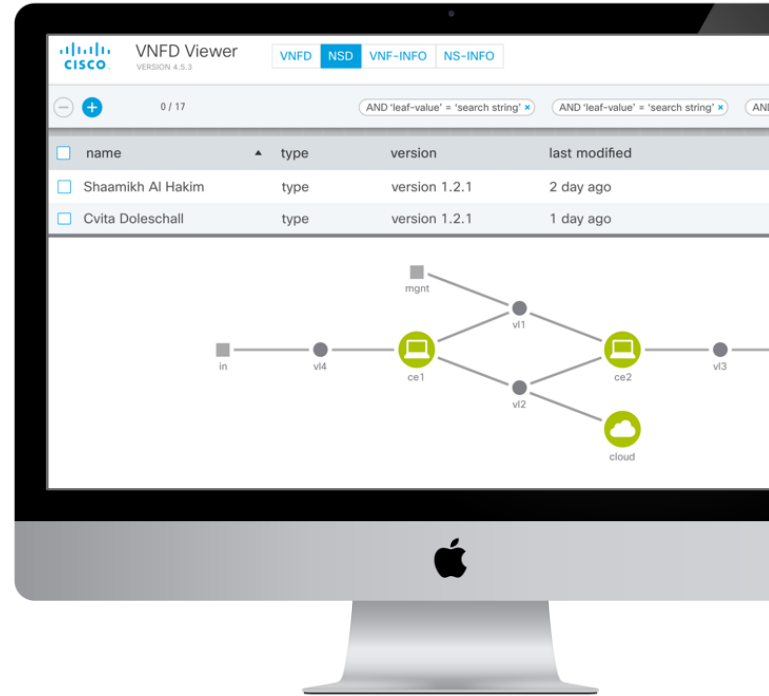 CISCO
VNFD Viewer
VERSION 4.5.3
VNFD NSD VNF-INFO NS-INFO
0 / 17
AND 'leaf-value' = 'search string' ×
AND 'leaf-value' = 'search string' ×
AND
name type version last modified
Shaamikh Al Hakim type version 1.2.1 2 day ago
Cvita Doleschall type version 1.2.1 1 day ago
mgnt
vl1
in
vl4
ce1
ce2
vl3
vl2
cloud